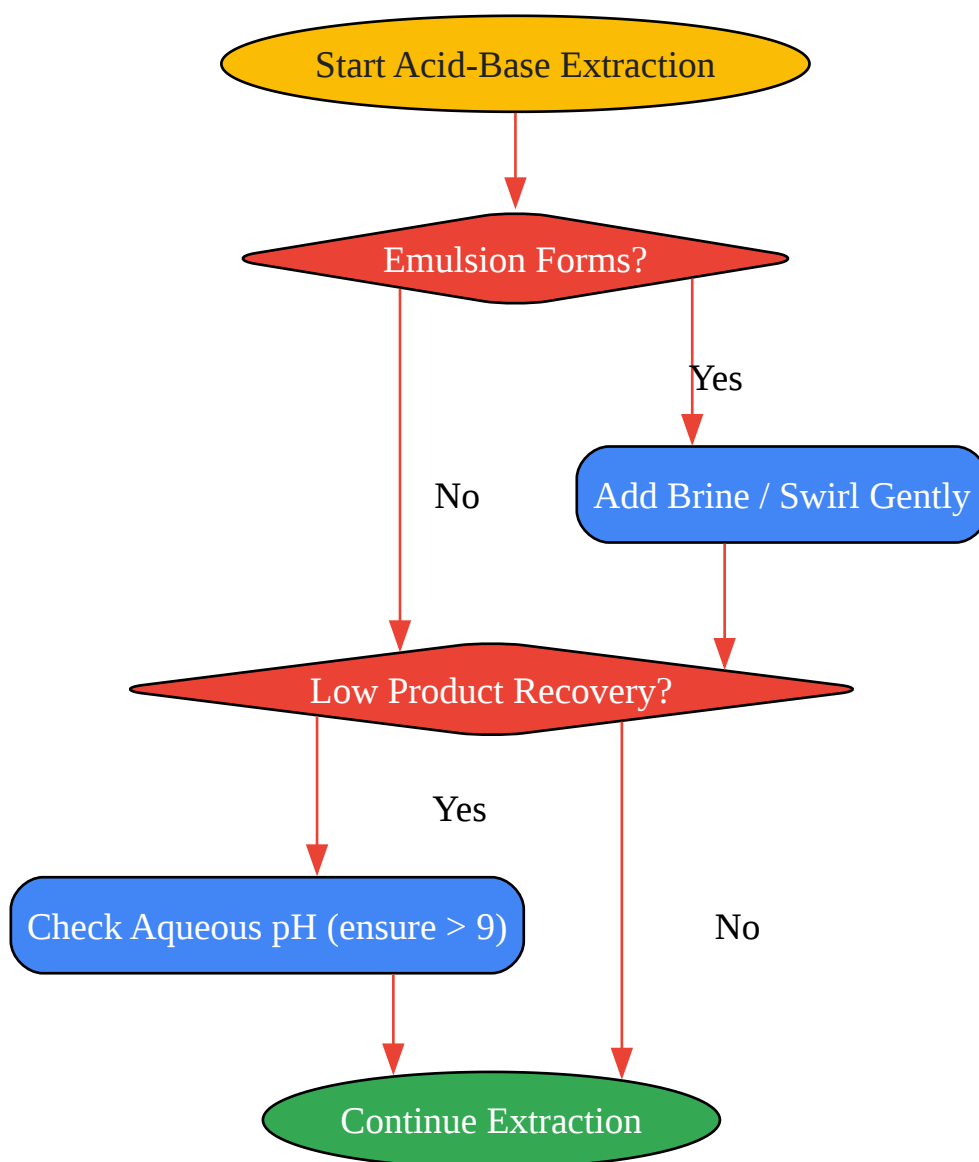 Start Acid-Base Extraction
Emulsion Forms?
Yes
Add Brine / Swirl Gently
No
Low Product Recovery?
Yes
Check Aqueous pH (ensure > 9)
No
Continue Extraction